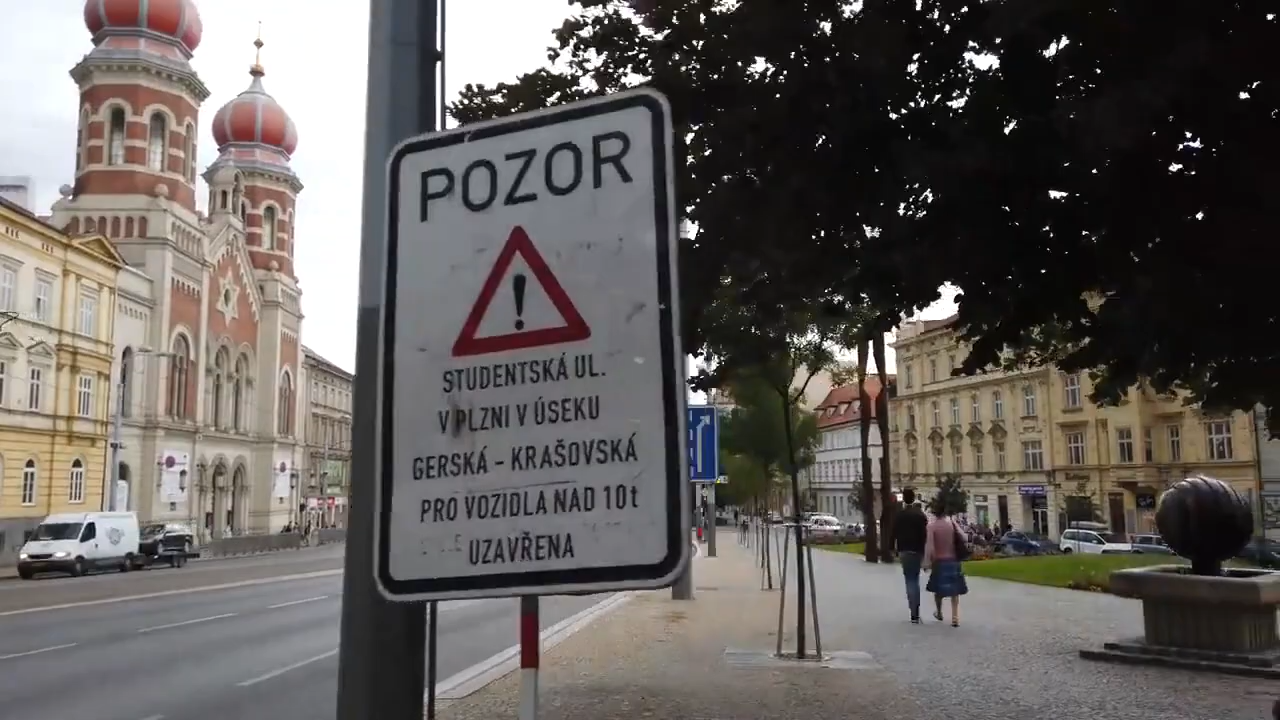 POZOR
!
STUDENTSKÁ UL.
V PLZNI V ÚSEKU
GERSKÁ - KRAŠOVSKÁ
PRO VOZIDLA NAD 10t
UZAVŘENA